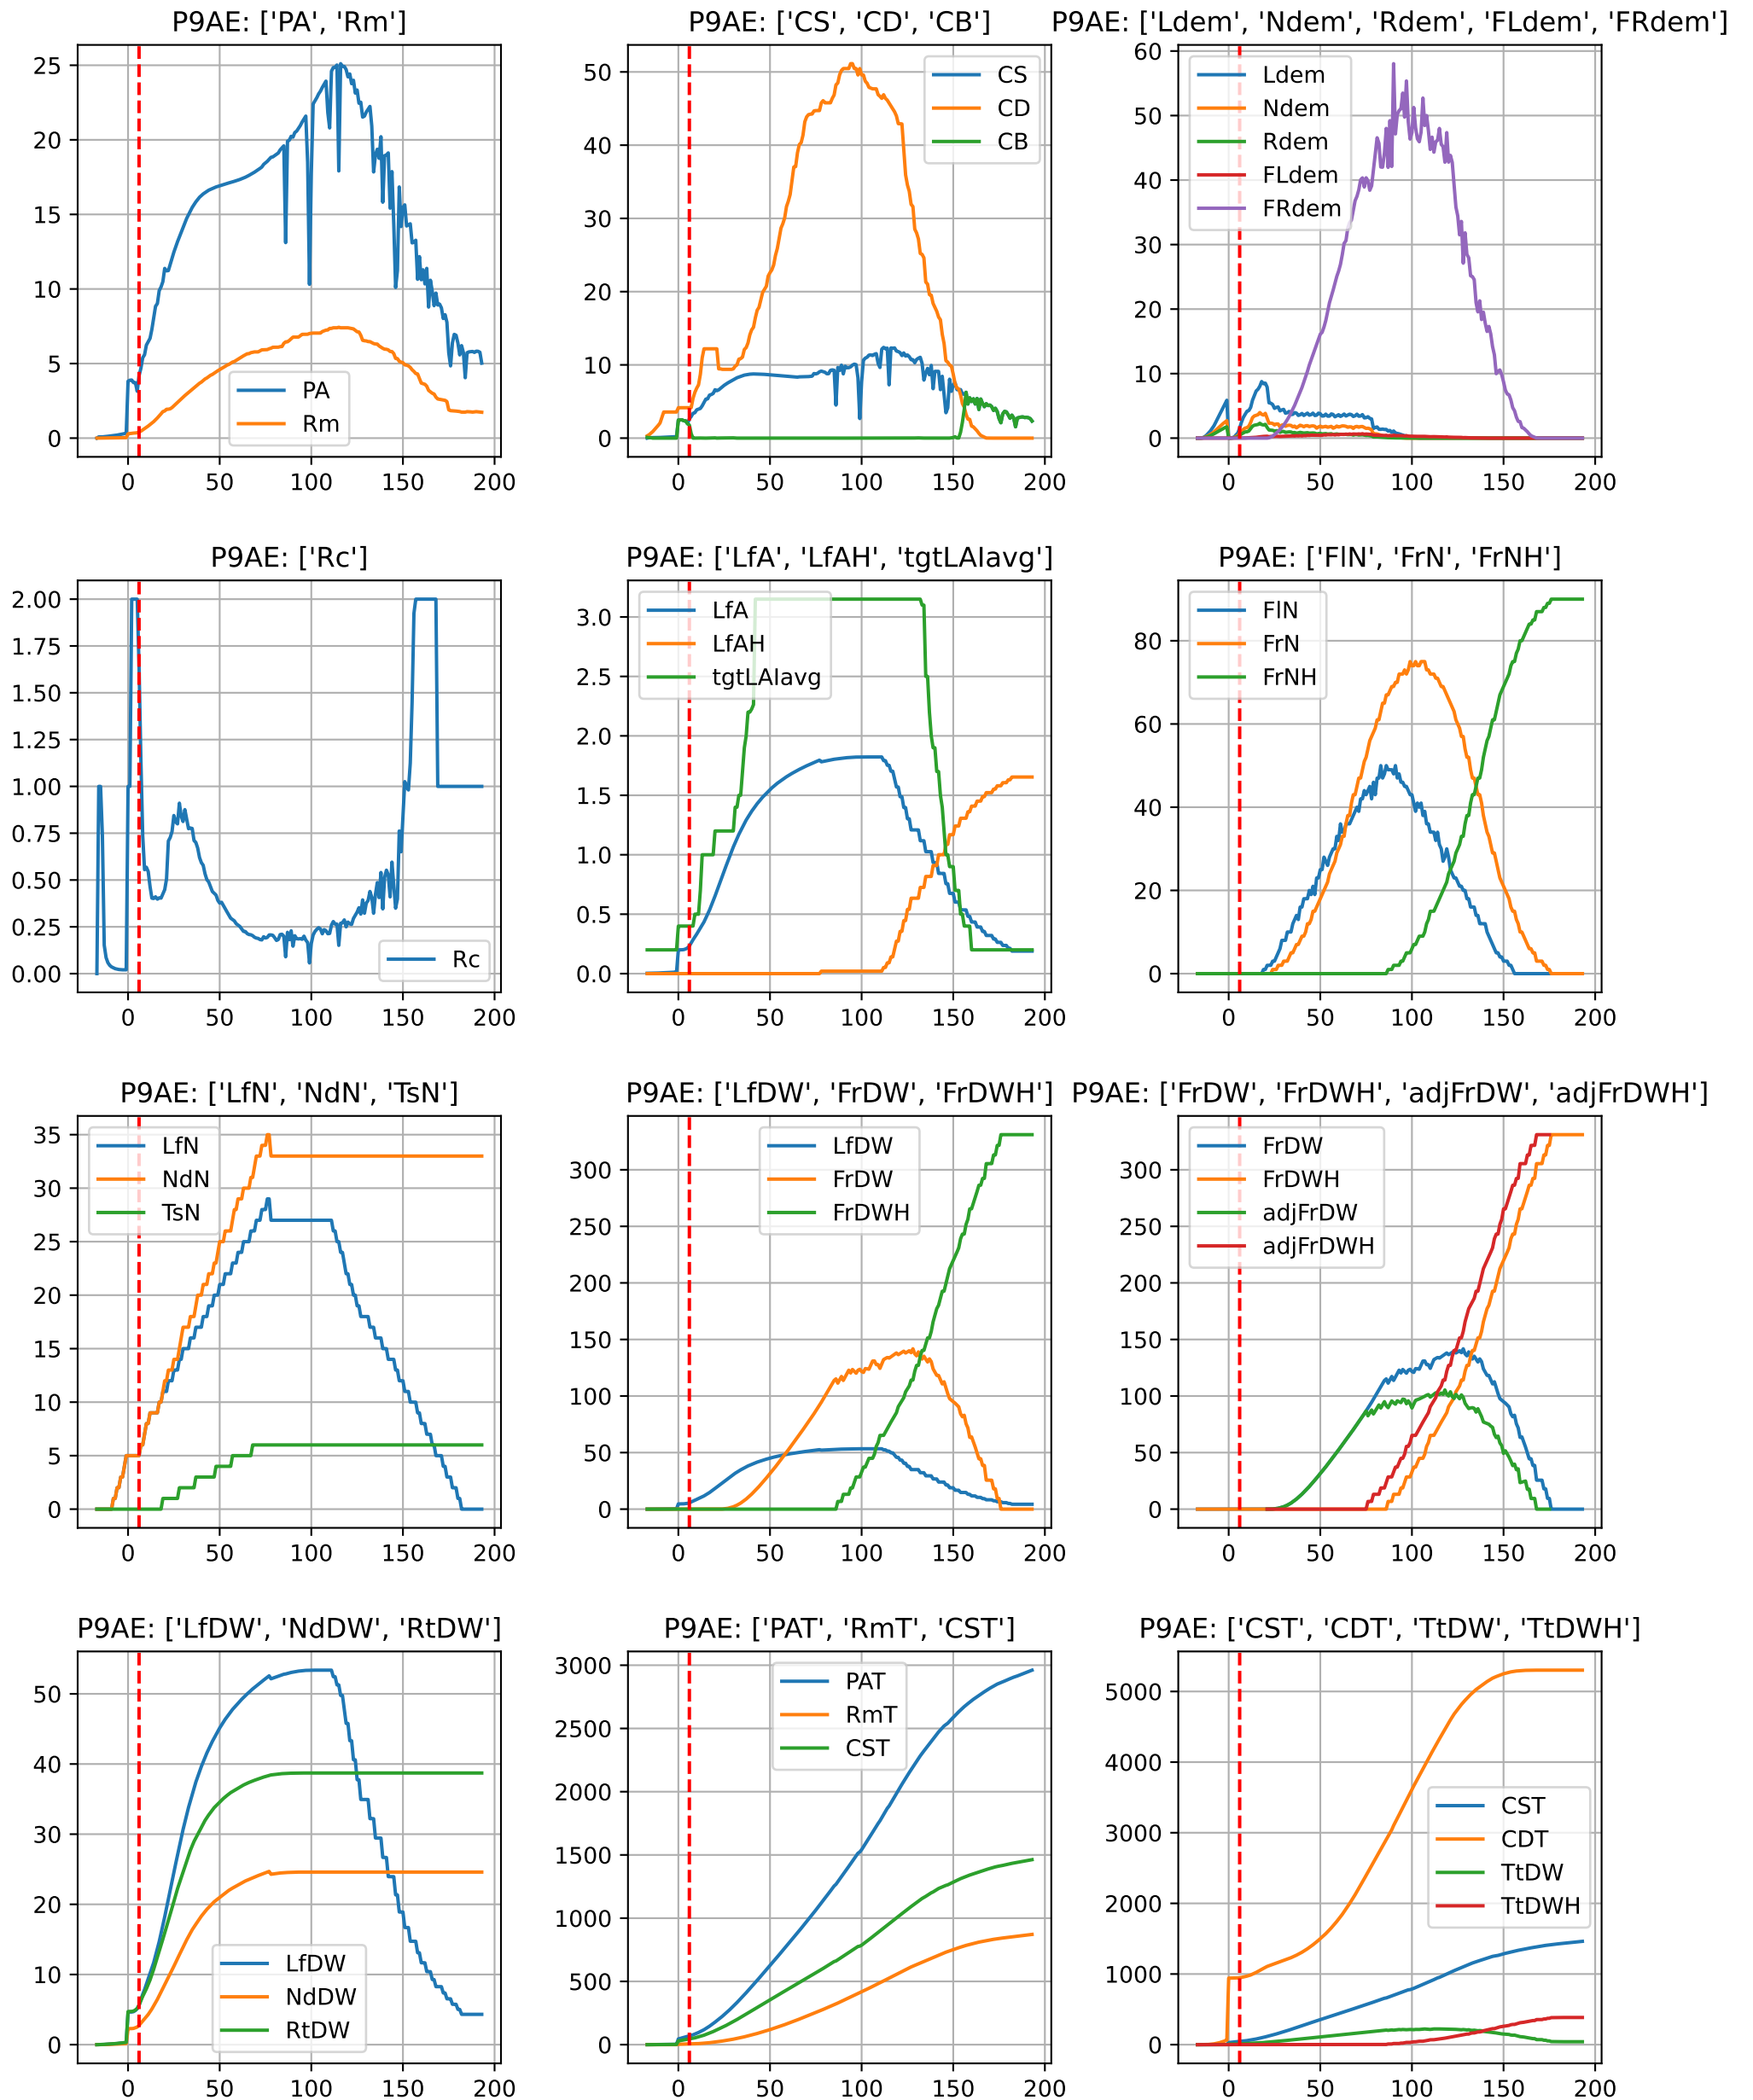 P9AE: ['PA', 'Rm']
25
20
15
10
5
0
PA
Rm
0 50 100 150 200
P9AE: ['CS', 'CD', 'CB']
50
40
30
20
10
0
CS
CD
CB
0 50 100 150 200
P9AE: ['Ldem', 'Ndem', 'Rdem', 'FLdem', 'FRdem']
60
50
40
30
20
10
0
Ldem
Ndem
Rdem
FLdem
FRdem
0 50 100 150 200
P9AE: ['Rc']
2.00
1.75
1.50
1.25
1.00
0.75
0.50
0.25
0.00
Rc
0 50 100 150 200
P9AE: ['LfA', 'LfAH', 'tgtLAIavg']
3.0
2.5
2.0
1.5
1.0
0.5
0.0
LfA
LfAH
tgtLAIavg
0 50 100 150 200
P9AE: ['FlN', 'FrN', 'FrNH']
80
60
40
20
0
FlN
FrN
FrNH
0 50 100 150 200
P9AE: ['LfN', 'NdN', 'TsN']
35
30
25
20
15
10
5
0
LfN
NdN
TsN
0 50 100 150 200
P9AE: ['LfDW', 'FrDW', 'FrDWH']
300
250
200
150
100
50
0
LfDW
FrDW
FrDWH
0 50 100 150 200
P9AE: ['FrDW', 'FrDWH', 'adjFrDW', 'adjFrDWH']
300
250
200
150
100
50
0
FrDW
FrDWH
adjFrDW
adjFrDWH
0 50 100 150 200
P9AE: ['LfDW', 'NdDW', 'RtDW']
50
40
30
20
10
0
LfDW
NdDW
RtDW
0 50 100 150 200
P9AE: ['PAT', 'RmT', 'CST']
3000
2500
2000
1500
1000
500
0
PAT
RmT
CST
0 50 100 150 200
P9AE: ['CST', 'CDT', 'TtDW', 'TtDWH']
5000
4000
3000
2000
1000
0
CST
CDT
TtDW
TtDWH
0 50 100 150 200